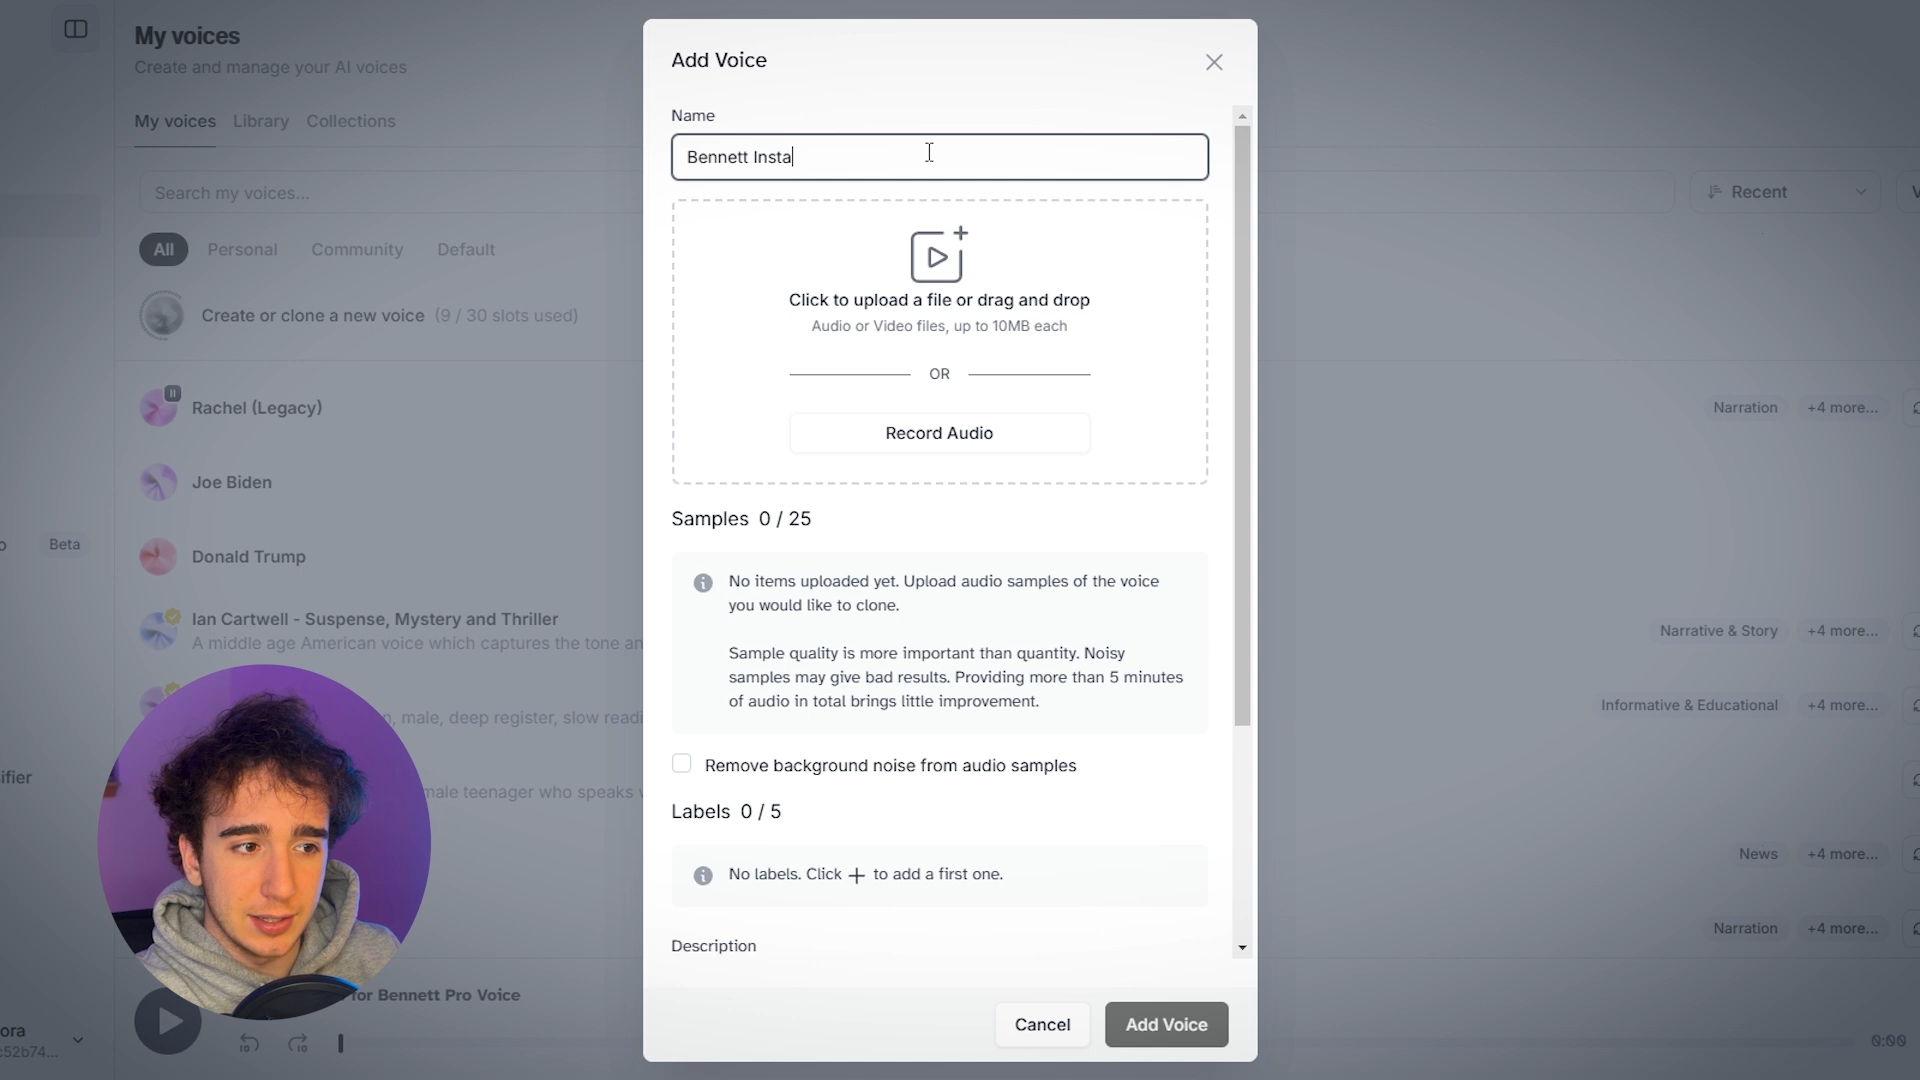 My voices
Create and manage your AI voices
My voices Library Collections
Search my voices...
Recent
All Personal Community Default
Create or clone a new voice (9 / 30 slots used)
Rachel (Legacy)
Narration +4 more...
Joe Biden
Beta
Donald Trump
Ian Cartwell - Suspense, Mystery and Thriller
A middle age American voice which captures the tone an
Narrative & Story +4 more...
, male, deep register, slow readi
Informative & Educational +4 more...
ifier
male teenager who speaks
News +4 more...
Narration +4 more...
for Bennett Pro Voice
ora
c52b74...
10 10
0:00
Add Voice
Name
Bennett Insta
Click to upload a file or drag and drop
Audio or Video files, up to 10MB each
OR
Record Audio
Samples 0 / 25
No items uploaded yet. Upload audio samples of the voice
you would like to clone.
Sample quality is more important than quantity. Noisy
samples may give bad results. Providing more than 5 minutes
of audio in total brings little improvement.
Remove background noise from audio samples
Labels 0 / 5
No labels. Click + to add a first one.
Description
Cancel Add Voice